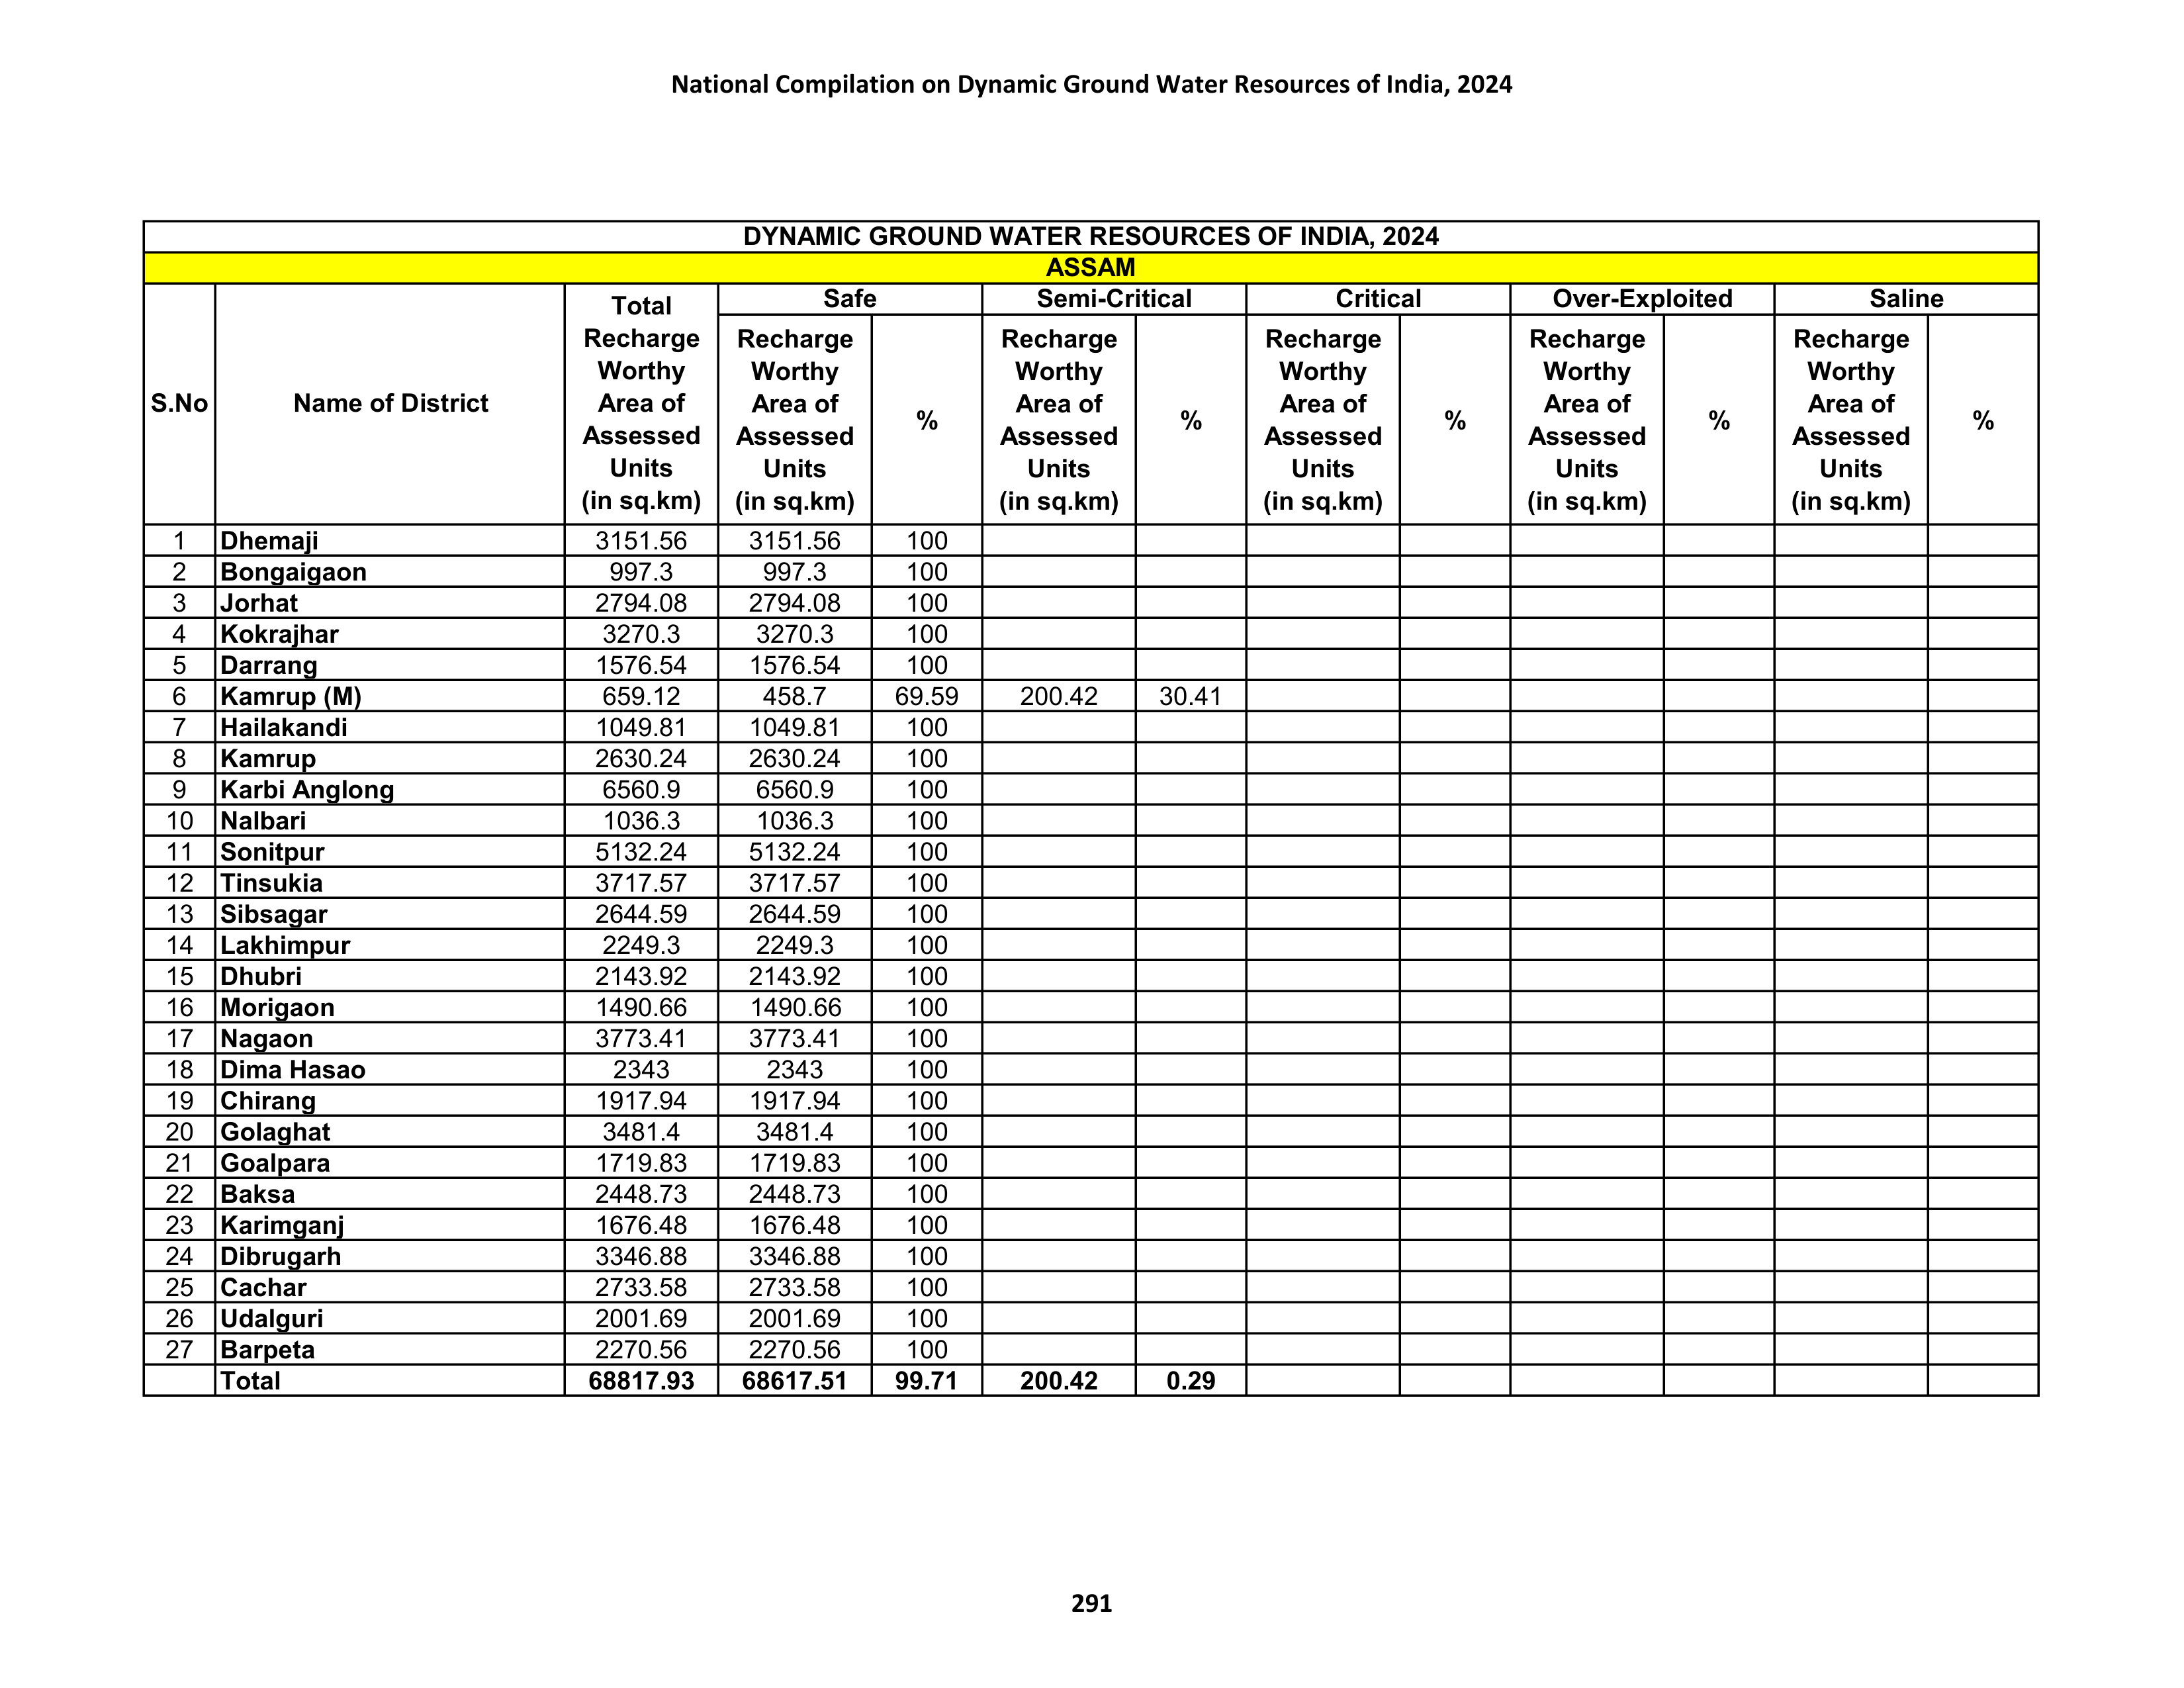 National Compilation on Dynamic Ground Water Resources of India, 2024
DYNAMIC GROUND WATER RESOURCES OF INDIA, 2024
ASSAM
S.No Name of District Total Recharge Worthy Area of Assessed Units (in sq.km) Safe Semi-Critical Critical Over-Exploited Saline
Recharge Worthy Area of Assessed Units (in sq.km) % Recharge Worthy Area of Assessed Units (in sq.km) % Recharge Worthy Area of Assessed Units (in sq.km) % Recharge Worthy Area of Assessed Units (in sq.km) % Recharge Worthy Area of Assessed Units (in sq.km) %
1 Dhemaji 3151.56 3151.56 100
2 Bongaigaon 997.3 997.3 100
3 Jorhat 2794.08 2794.08 100
4 Kokrajhar 3270.3 3270.3 100
5 Darrang 1576.54 1576.54 100
6 Kamrup (M) 659.12 458.7 69.59 200.42 30.41
7 Hailakandi 1049.81 1049.81 100
8 Kamrup 2630.24 2630.24 100
9 Karbi Anglong 6560.9 6560.9 100
10 Nalbari 1036.3 1036.3 100
11 Sonitpur 5132.24 5132.24 100
12 Tinsukia 3717.57 3717.57 100
13 Sibsagar 2644.59 2644.59 100
14 Lakhimpur 2249.3 2249.3 100
15 Dhubri 2143.92 2143.92 100
16 Morigaon 1490.66 1490.66 100
17 Nagaon 3773.41 3773.41 100
18 Dima Hasao 2343 2343 100
19 Chirang 1917.94 1917.94 100
20 Golaghat 3481.4 3481.4 100
21 Goalpara 1719.83 1719.83 100
22 Baksa 2448.73 2448.73 100
23 Karimganj 1676.48 1676.48 100
24 Dibrugarh 3346.88 3346.88 100
25 Cachar 2733.58 2733.58 100
26 Udalguri 2001.69 2001.69 100
27 Barpeta 2270.56 2270.56 100
Total 68817.93 68617.51 99.71 200.42 0.29
291